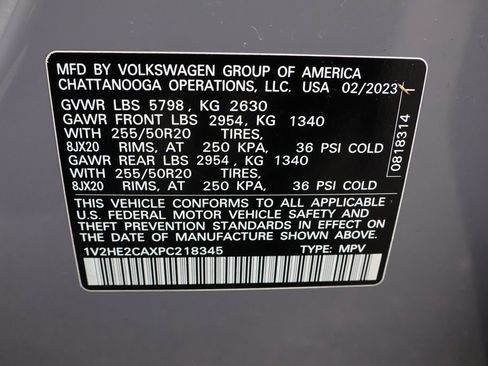 MFD BY VOLKSWAGEN GROUP OF AMERICA
CHATTANOOGA OPERATIONS, LLC. USA 02/2023
GVWR LBS 5798, KG 2630
GAWR FRONT LBS 2954, KG 1340
WITH 255/50R20 TIRES,
8JX20 RIMS, AT 250 KPA, 36 PSI COLD
GAWR REAR LBS 2954, KG 1340
WITH 255/50R20 TIRES,
8JX20 RIMS, AT 250 KPA, 36 PSI COLD
THIS VEHICLE CONFORMS TO ALL APPLICABLE
U.S. FEDERAL MOTOR VEHICLE SAFETY AND
THEFT PREVENTION STANDARDS IN EFFECT ON
THE DATE OF MANUFACTURE SHOWN ABOVE.
1V2HE2CAXPC218345 TYPE: MPV
0818314